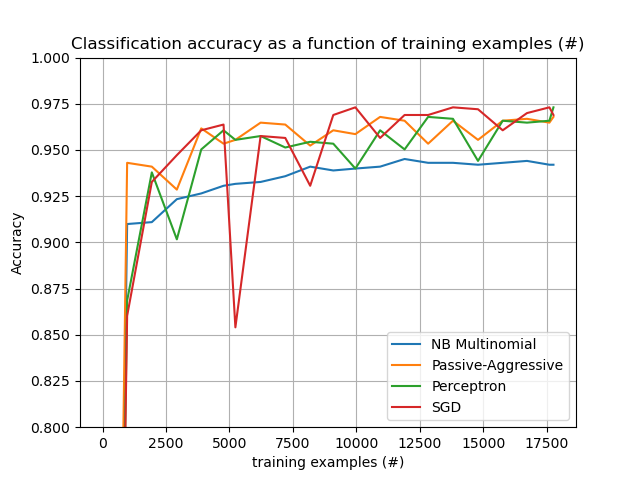 Classification accuracy as a function of training examples (#)
1.000
0.975
0.950
0.925
0.900
0.875
0.850
0.825
0.800
Accuracy
NB Multinomial
Passive-Aggressive
Perceptron
SGD
0 2500 5000 7500 10000 12500 15000 17500
training examples (#)